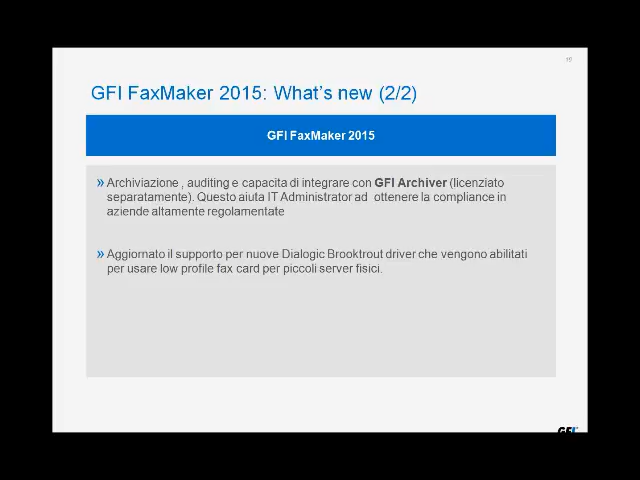 GFI FaxMaker 2015: What's new (2/2)
GFI FaxMaker 2015
» Archiviazione , auditing e capacita di integrare con GFI Archiver (licenziato
separatamente). Questo aiuta IT Administrator ad ottenere la compliance in
aziende altamente regolamentate
» Aggiornato il supporto per nuove Dialogic Brooktrout driver che vengono abilitati
per usare low profile fax card per piccoli server fisici.
GFI